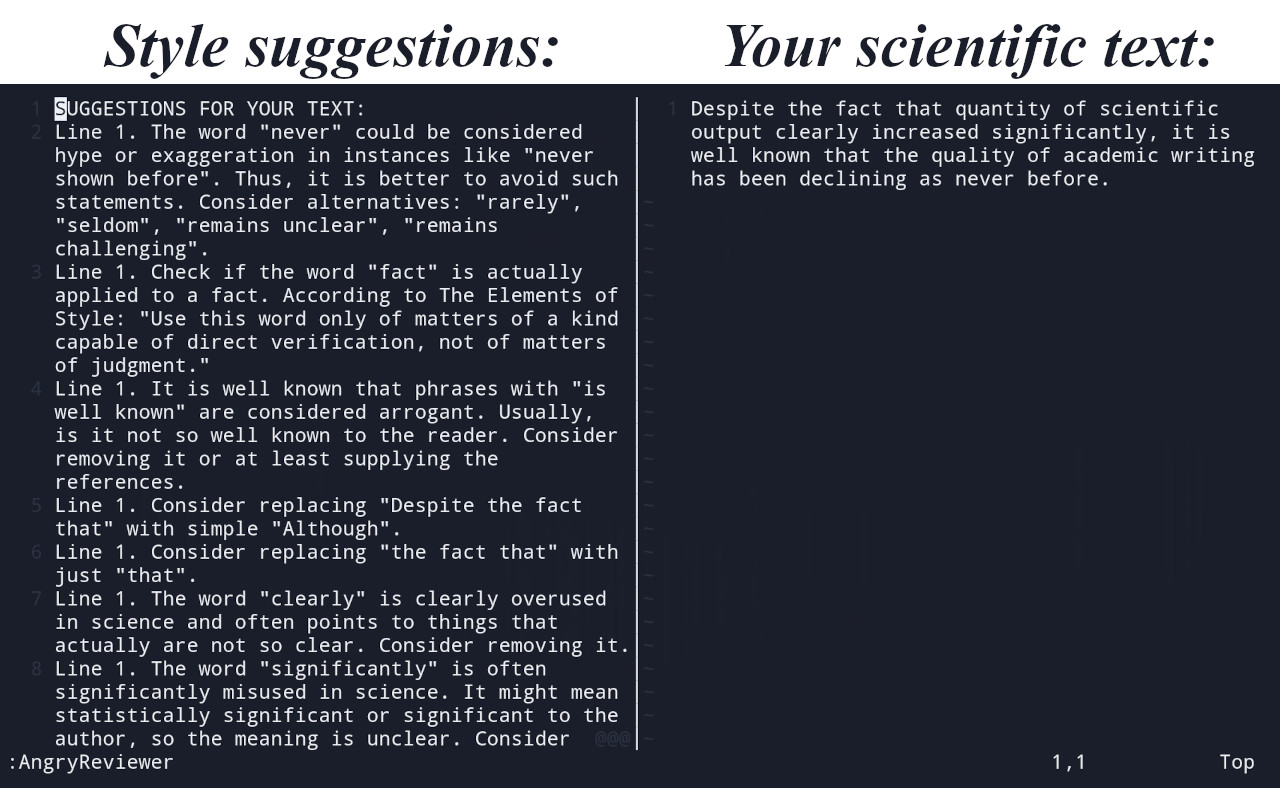 Style suggestions:
Your scientific text:
1 SUGGESTIONS FOR YOUR TEXT:
2 Line 1. The word "never" could be considered
hype or exaggeration in instances like "never
shown before". Thus, it is better to avoid such
statements. Consider alternatives: "rarely",
"seldom", "remains unclear", "remains
challenging".
3 Line 1. Check if the word "fact" is actually
applied to a fact. According to The Elements of
Style: "Use this word only of matters of a kind
capable of direct verification, not of matters
of judgment."
4 Line 1. It is well known that phrases with "is
well known" are considered arrogant. Usually,
is it not so well known to the reader. Consider
removing it or at least supplying the
references.
5 Line 1. Consider replacing "Despite the fact
that" with simple "Although".
6 Line 1. Consider replacing "the fact that" with
just "that".
7 Line 1. The word "clearly" is clearly overused
in science and often points to things that
actually are not so clear. Consider removing it.
8 Line 1. The word "significantly" is often
significantly misused in science. It might mean
statistically significant or significant to the
author, so the meaning is unclear. Consider @@@
1 Despite the fact that quantity of scientific
output clearly increased significantly, it is
well known that the quality of academic writing
has been declining as never before.
:AngryReviewer
1,1 Top